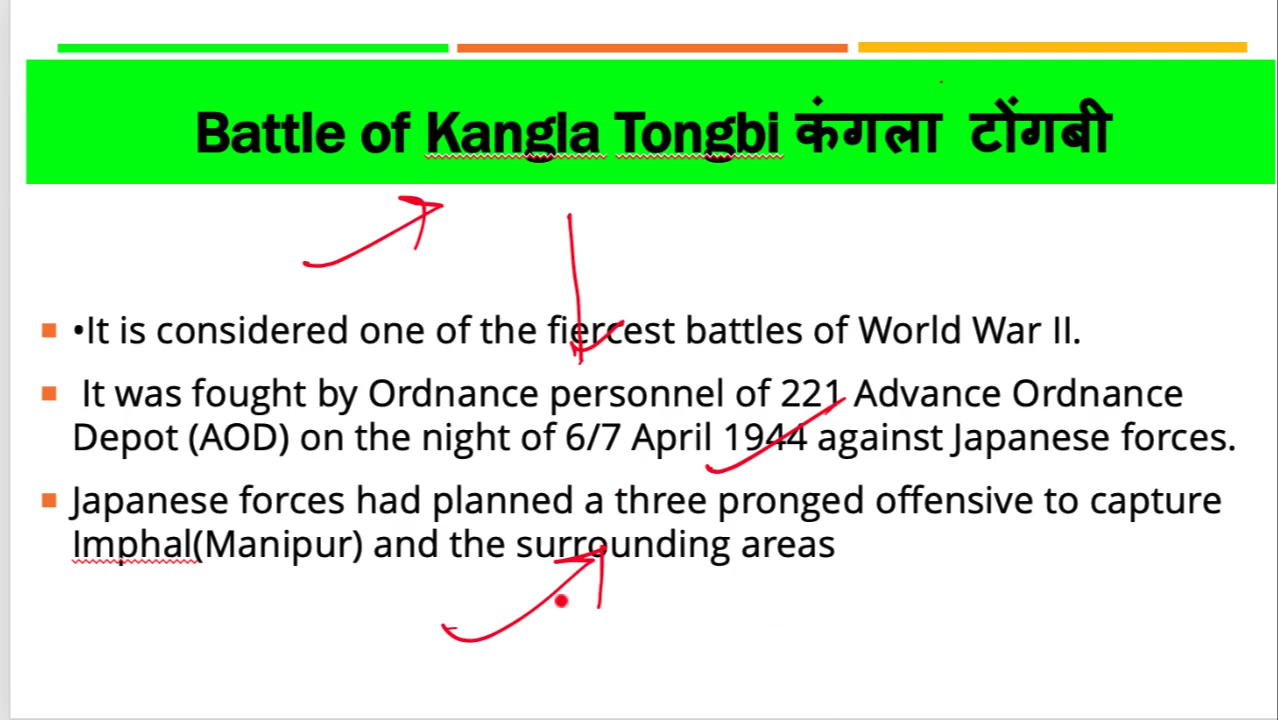 Battle of Kangla Tongbi कंगला टोंगबी
•It is considered one of the fiercest battles of World War II.
It was fought by Ordnance personnel of 221 Advance Ordnance
Depot (AOD) on the night of 6/7 April 1944 against Japanese forces.
Japanese forces had planned a three pronged offensive to capture
Imphal(Manipur) and the surrounding areas